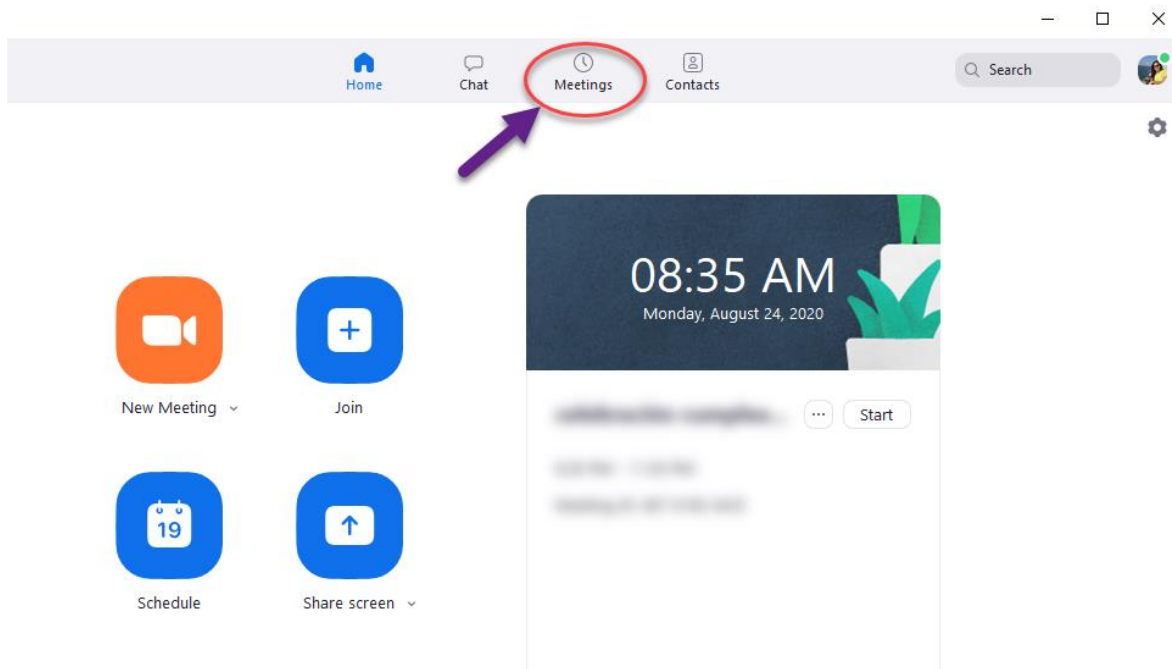 Home
Chat
Meetings
Contacts
Search
08:35 AM
Monday, August 24, 2020
New Meeting
Join
Start
19
Schedule
Share screen